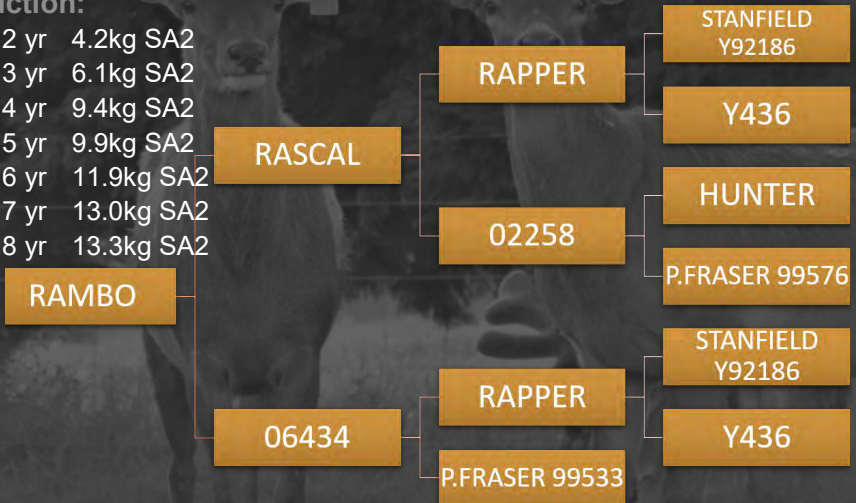 uction:
2 yr 4.2kg SA2
3 yr 6.1kg SA2
4 yr 9.4kg SA2
5 yr 9.9kg SA2
6 yr 11.9kg SA2
7 yr 13.0kg SA2
8 yr 13.3kg SA2
RAMBO
RASCAL
06434
RAPPER
02258
RAPPER
P.FRASER 99533
STANFIELD
Y92186
Y436
HUNTER
P.FRASER 99576
STANFIELD
Y92186
Y436